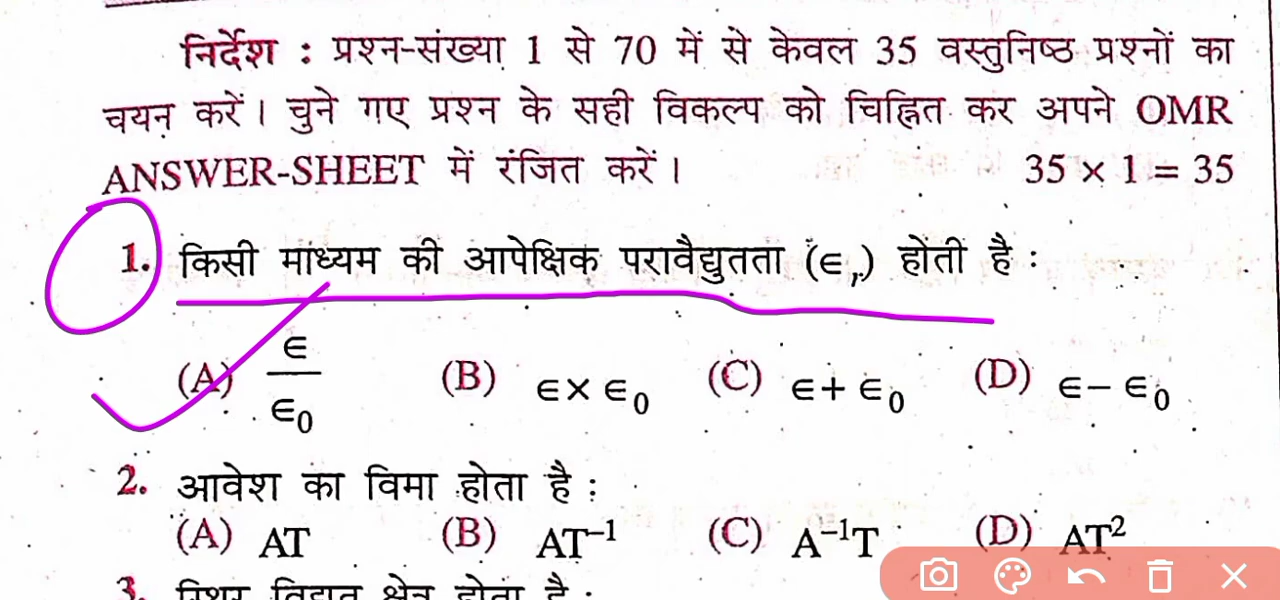 निर्देश : प्रश्न-संख्या 1 से 70 में से केवल 35 वस्तुनिष्ठ प्रश्नों का
चयन करें। चुने गए प्रश्न के सही विकल्प को चिह्नित कर अपने OMR
ANSWER-SHEET में रंजित करें। 35 × 1 = 35
1. किसी माध्यम की आपेक्षिक परावैद्युतता (∈r) होती है :
(A) ∈/∈0 (B) ∈× ∈0 (C) ∈+ ∈0 (D) ∈− ∈0
2. आवेश का विमा होता है :
(A) AT (B) AT⁻¹ (C) A⁻¹T (D) AT²
3. स्थिर विद्युत क्षेत्र होता है :